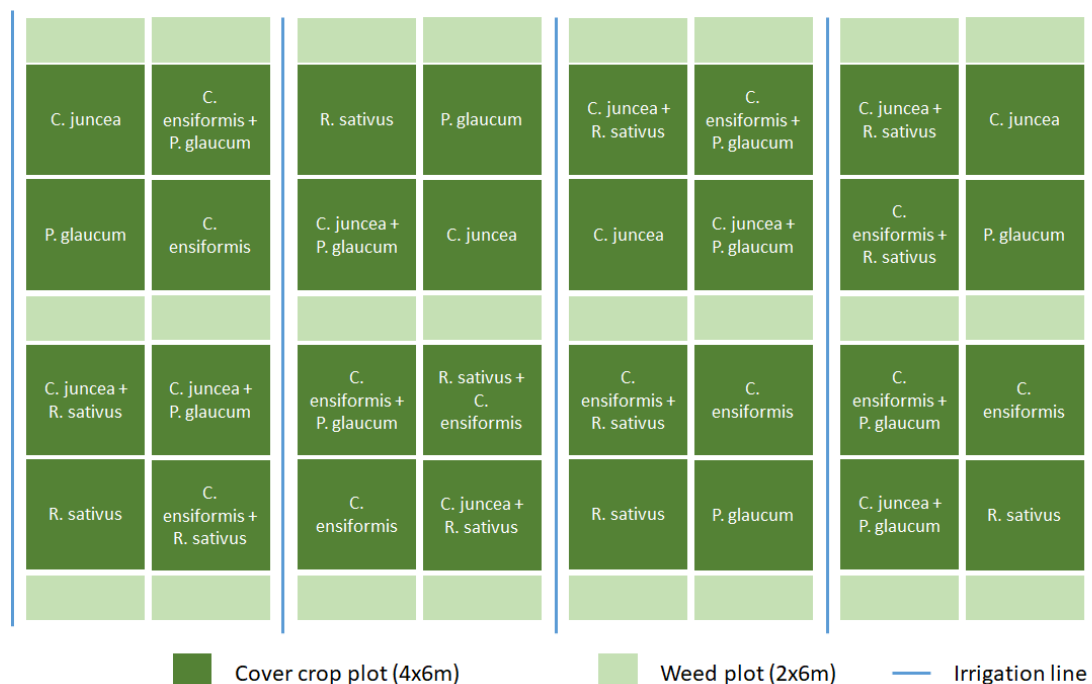 C. juncea
C.
ensiformis +
P. glaucum
R. sativus
P. glaucum
C. juncea +
R. sativus
C.
ensiformis +
P. glaucum
C. juncea +
R. sativus
C. juncea
P. glaucum
C.
ensiformis
C. juncea +
P. glaucum
C. juncea
C. juncea
C. juncea +
P. glaucum
C.
ensiformis +
R. sativus
P. glaucum
C. juncea +
R. sativus
C. juncea +
P. glaucum
C.
ensiformis +
P. glaucum
R. sativus +
C.
ensiformis
C.
ensiformis +
R. sativus
C.
ensiformis
C.
ensiformis +
P. glaucum
C.
ensiformis
R. sativus
C.
ensiformis +
R. sativus
C.
ensiformis
C. juncea +
R. sativus
R. sativus
P. glaucum
C. juncea +
P. glaucum
R. sativus
Cover crop plot (4x6m)
Weed plot (2x6m)
Irrigation line